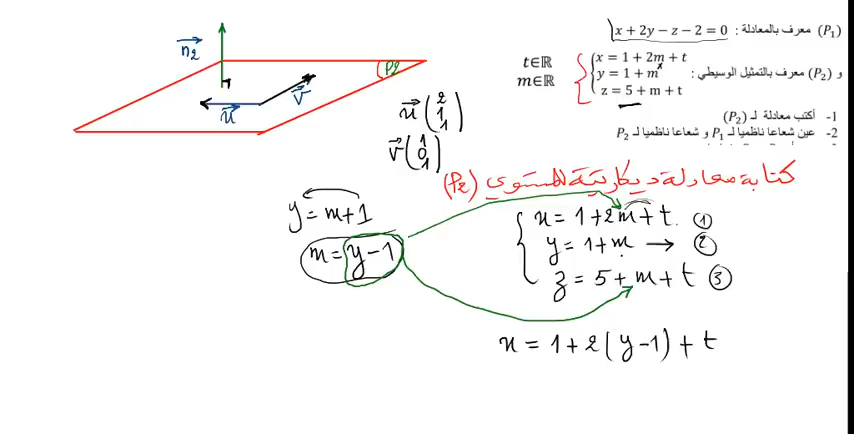 (P₁) معرف بالمعادلة : x + 2y − z − 2 = 0
و (P₂) معرف بالتمثيل الوسيطي :
x = 1 + 2m + t
y = 1 + m
z = 5 + m + t
t∈ℝ
m∈ℝ
1- أكتب معادلة لـ (P₂)
2- عين شعاعا ناظميا لـ P₁ و شعاعا ناظميا لـ P₂
n₂
P₂
u
v
u (2 1 1)
v (1 0 1)
كتابة معادلة ديكارتية للمستوي (P₂)
y = m+1
m = y−1
x = 1+2m+t. ①
y = 1+m → ②
z = 5+m+t ③
x = 1+2(y−1)+t